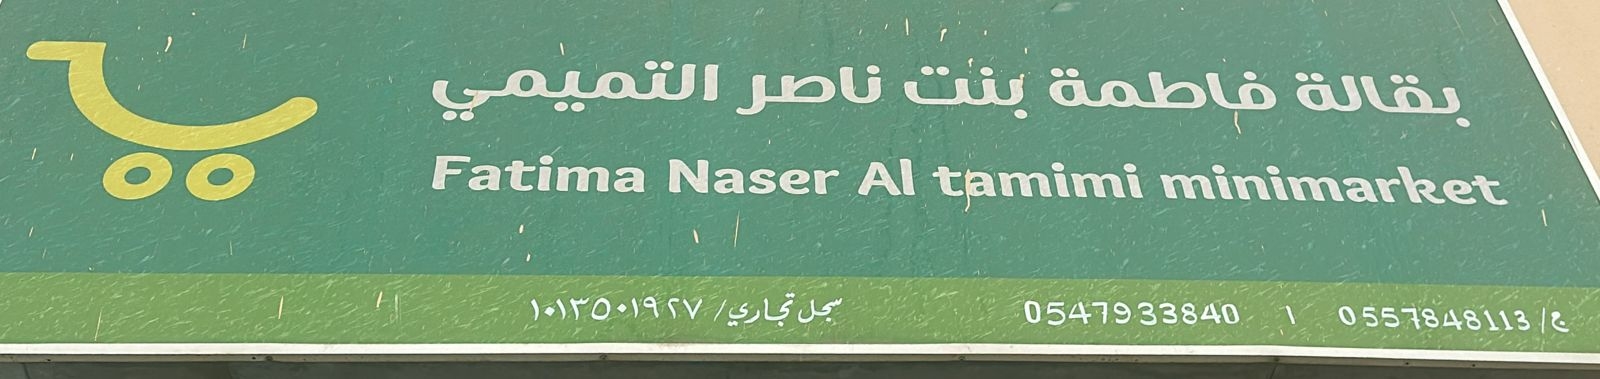 بقالة فاطمة بنت ناصر التميمي
Fatima Naser Al tamimi minimarket
ج/ 0557848113 ا 0547933840 سجل تجاري/ ١٠١٣٥٠١٩٢٧